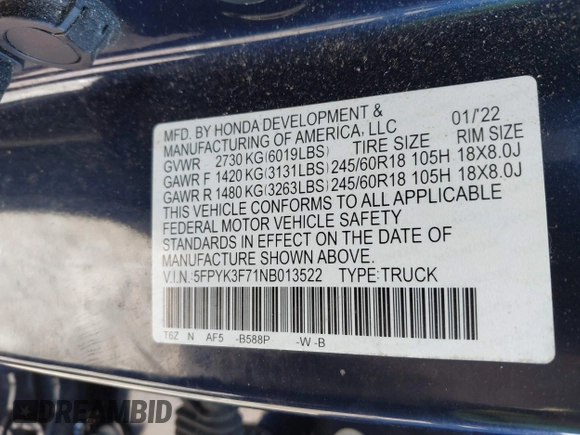 MFD. BY HONDA DEVELOPMENT &
MANUFACTURING OF AMERICA, LLC 01/'22
GVWR 2730 KG(6019LBS) TIRE SIZE RIM SIZE
GAWR F 1420 KG(3131LBS) 245/60R18 105H 18X8.0J
GAWR R 1480 KG(3263LBS) 245/60R18 105H 18X8.0J
THIS VEHICLE CONFORMS TO ALL APPLICABLE
FEDERAL MOTOR VEHICLE SAFETY
STANDARDS IN EFFECT ON THE DATE OF
MANUFACTURE SHOWN ABOVE.
V.I.N. 5FPYK3F71NB013522 TYPE:TRUCK
T6Z N AF5 -B588P -W -B
DREAMBID